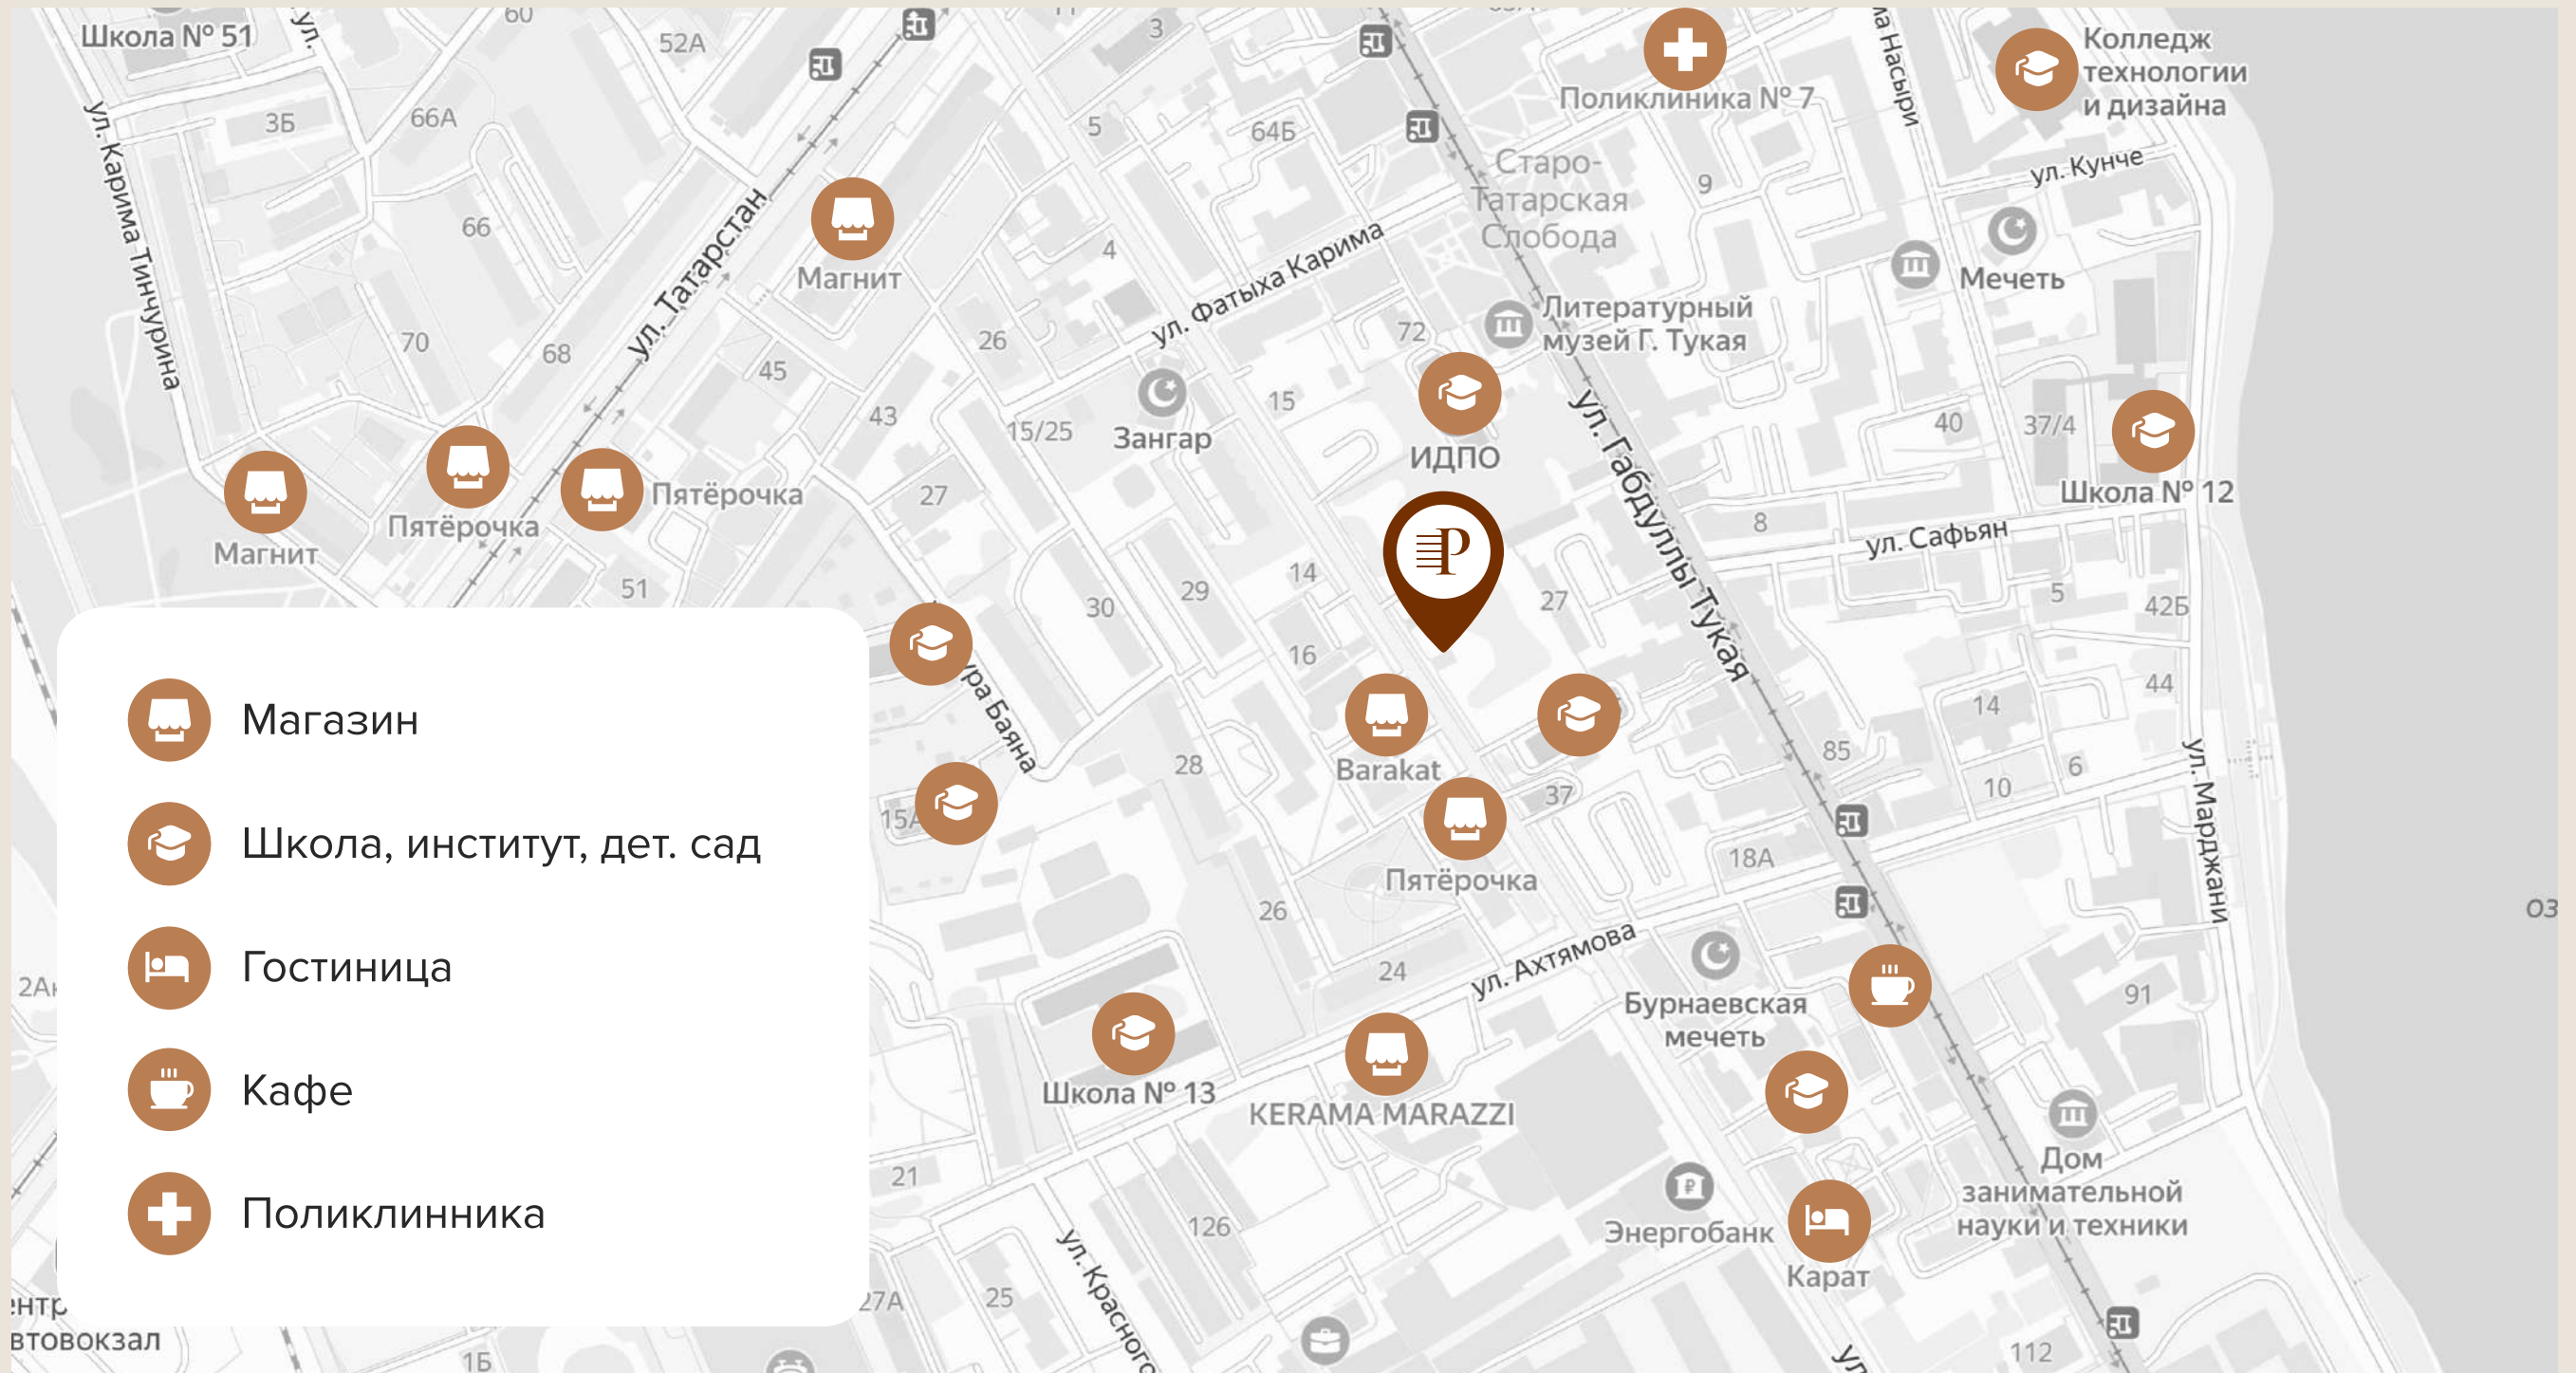 Школа № 51
ул.
60
52А
3
Поликлиника № 7
Колледж
технологии
и дизайна
3Б
66А
5
64Б
ул. Карима Тинчурина
Старо-
Татарская
Слобода
9
ул. Кунче
66
ул. Татарстан
Магнит
4
ул. Фатыха Карима
Мечеть
Литературный
музей Г. Тукая
70
68
45
26
72
43
15/25
Зангар
15
ИДПО
ул. Габдуллы Тукая
40
37/4
Школа № 12
Магнит
Пятёрочка
Пятёрочка
27
8
ул. Сафьян
51
30
29
14
P
27
5
42Б
16
44
14
Barakat
28
37
85
10
6
ул. Марджани
15А
Пятёрочка
18А
26
24
ул. Ахтямова
Бурнаевская
мечеть
91
Школа № 13
KERAMA MARAZZI
Дом
занимательной
науки и техники
21
126
Энергобанк
Карат
ул. Красного
27А
25
1Б
112
ул
Магазин
Школа, институт, дет. сад
Гостиница
Кафе
Поликлинника
втовокзал